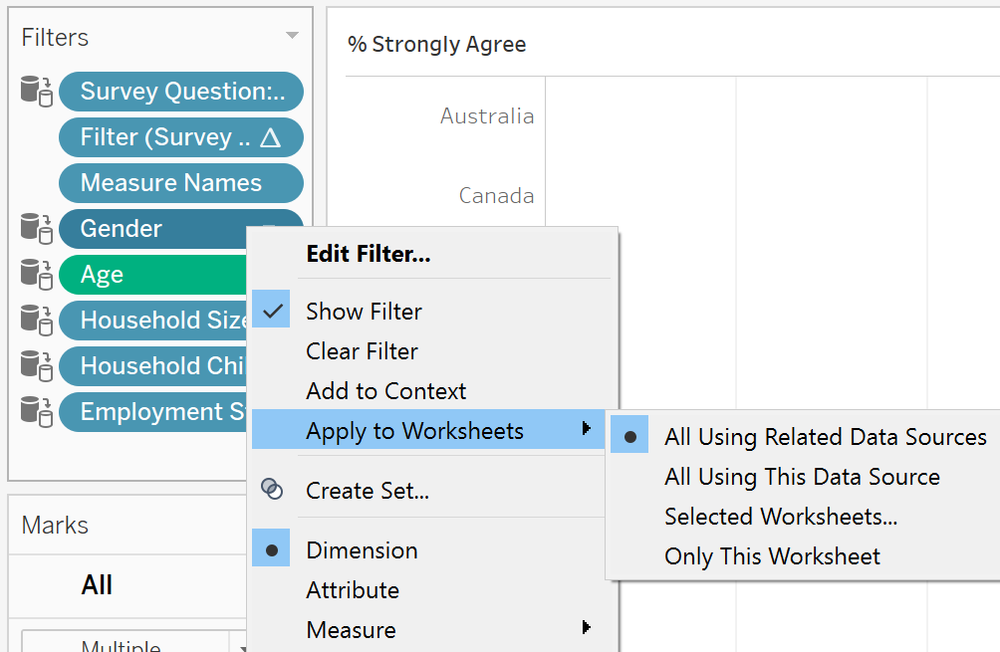 Filters
Survey Question:..
Filter (Survey .. Δ
Measure Names
Gender
Age
Household Size
Household Chi
Employment S
Marks
All
Multiple
% Strongly Agree
Australia
Canada
Edit Filter...
Show Filter
Clear Filter
Add to Context
Apply to Worksheets
Create Set...
Dimension
Attribute
Measure
All Using Related Data Sources
All Using This Data Source
Selected Worksheets...
Only This Worksheet